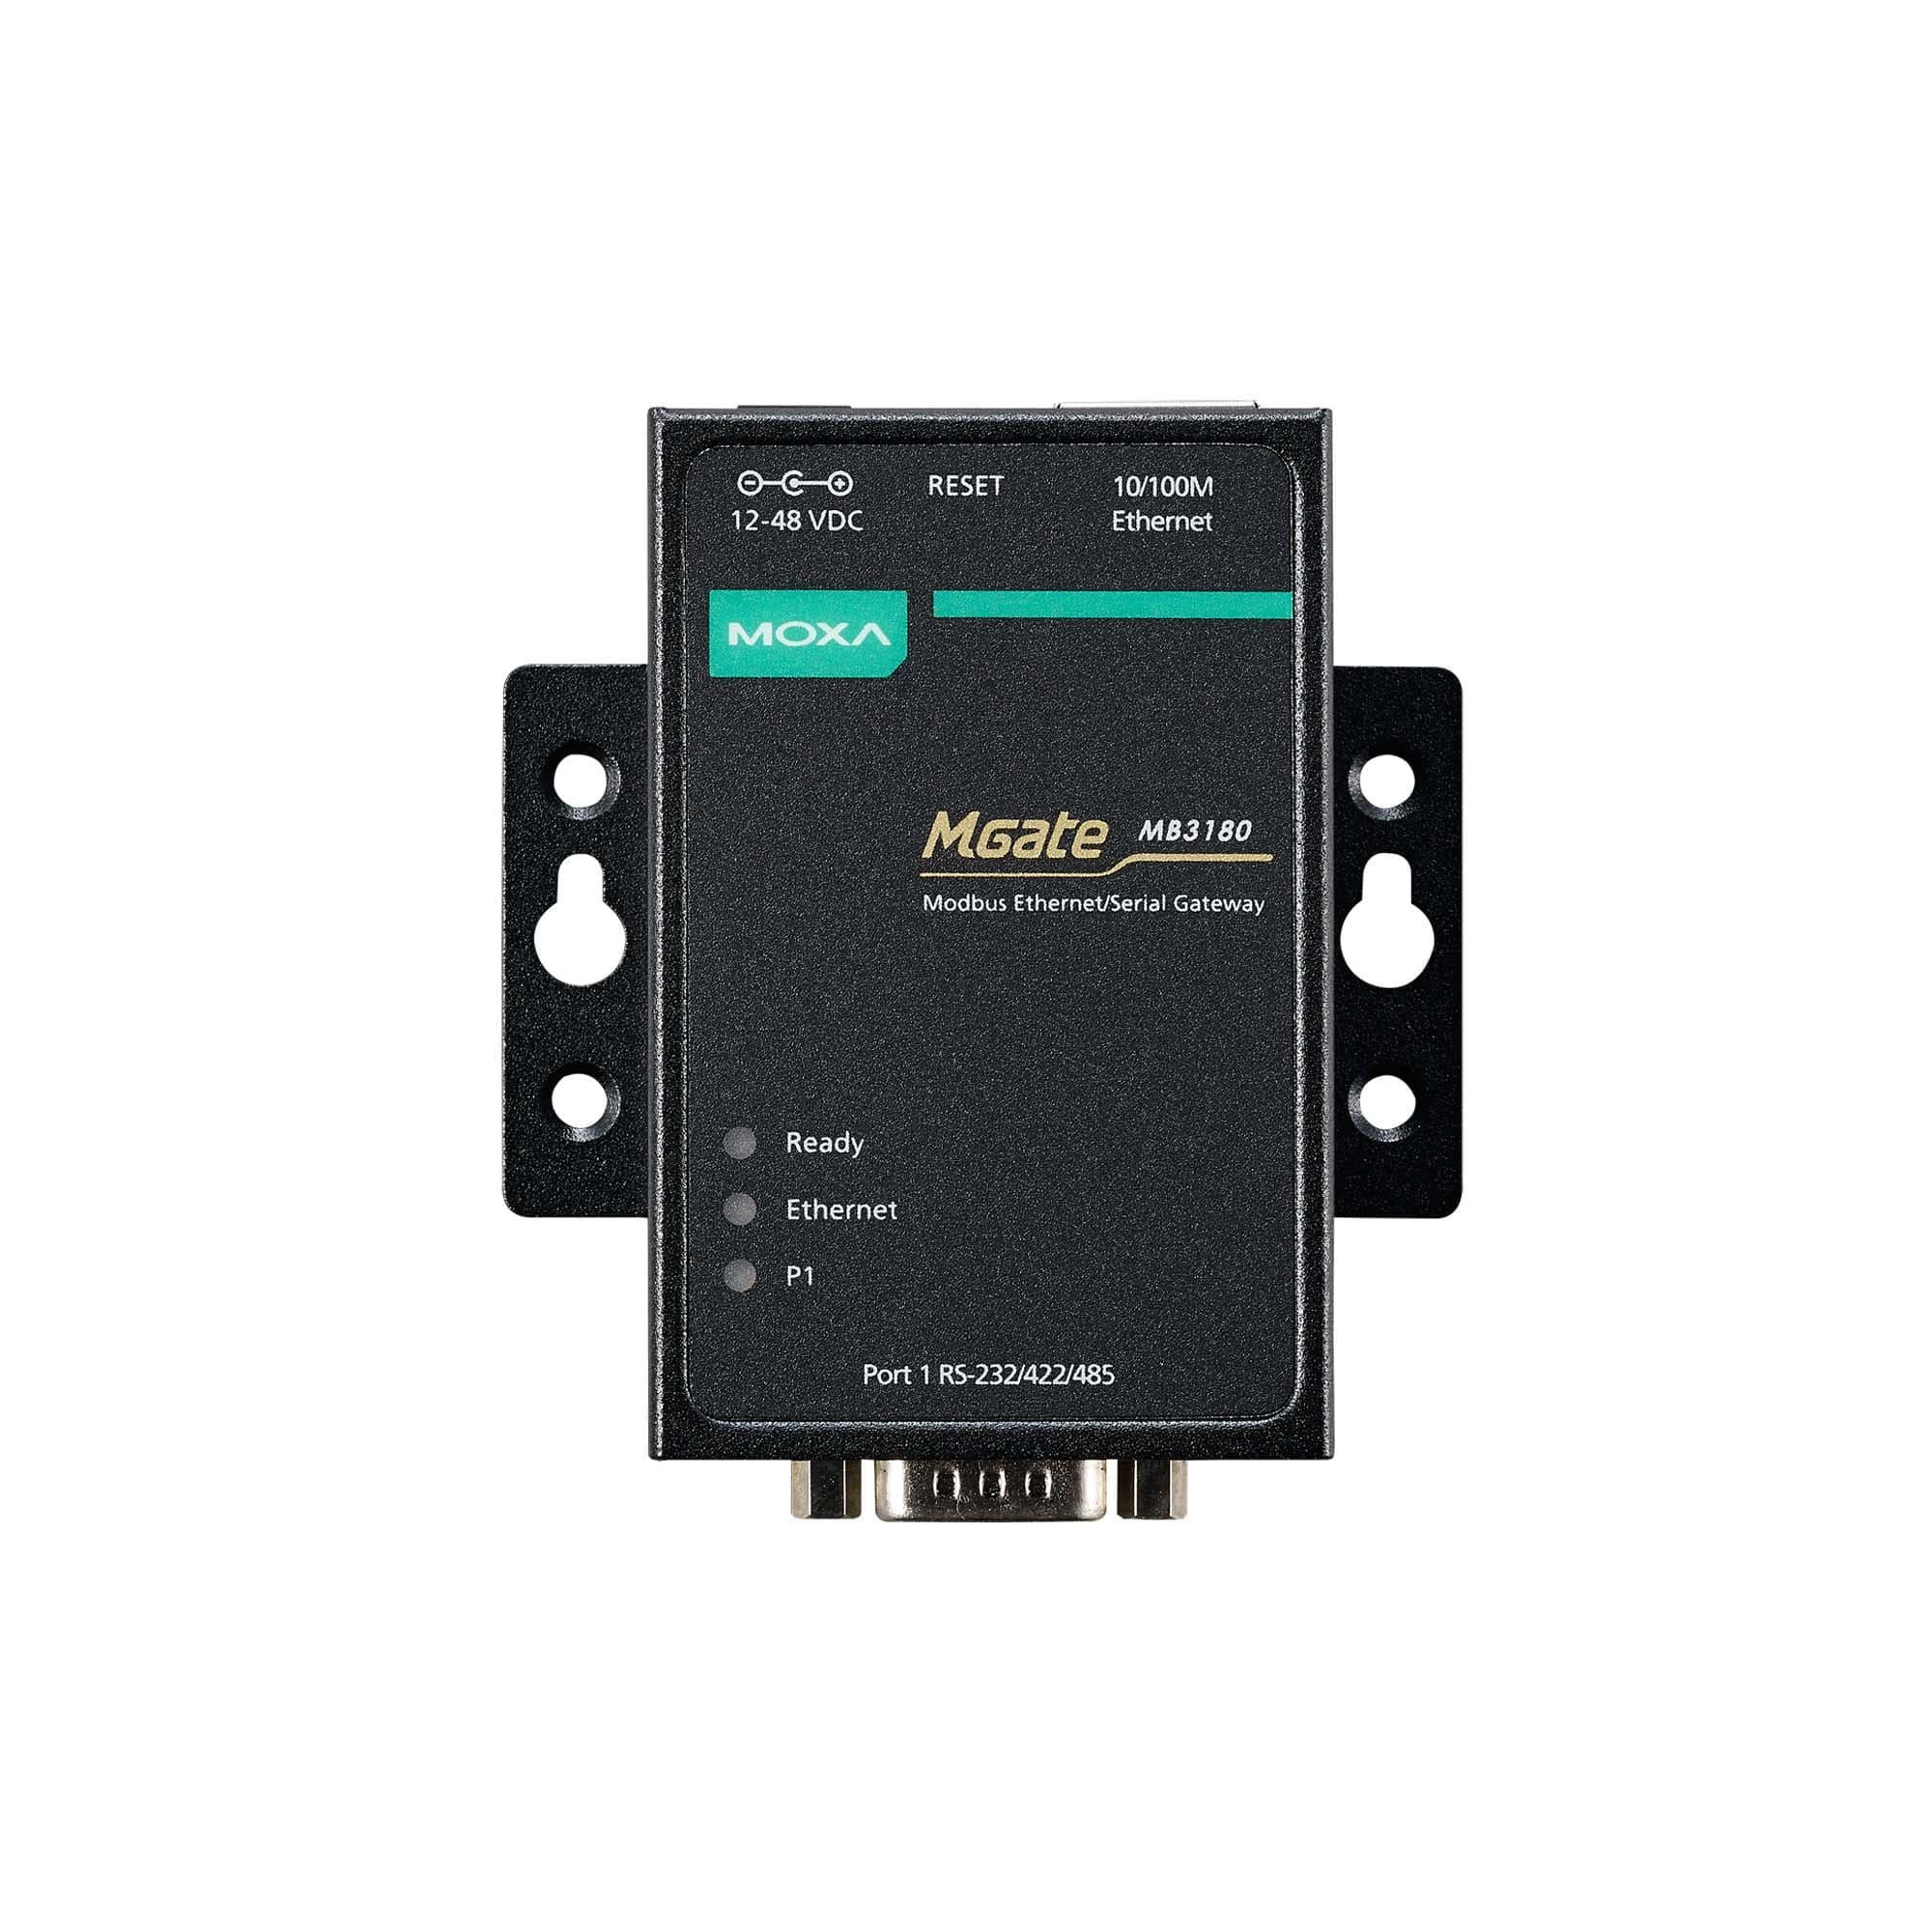 RESET
10/100M
12-48 VDC
Ethernet
MOXA
MGate MB3180
Modbus Ethernet/Serial Gateway
Ready
Ethernet
P1
Port 1 RS-232/422/485